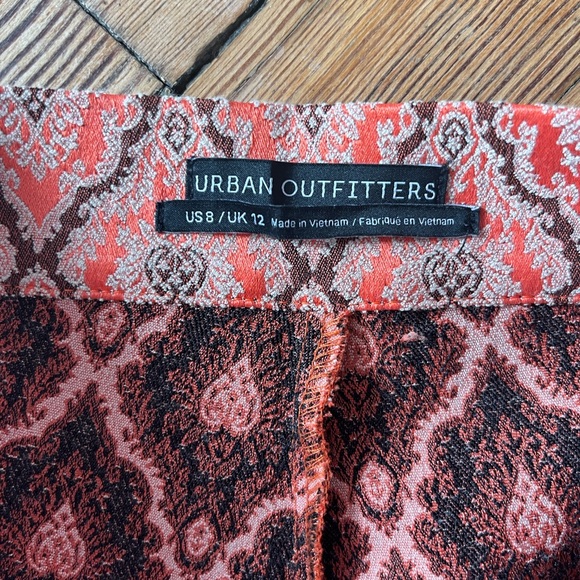 URBAN OUTFITTERS
US 8 / UK 12 Made in Vietnam / Fabriqué en Vietnam